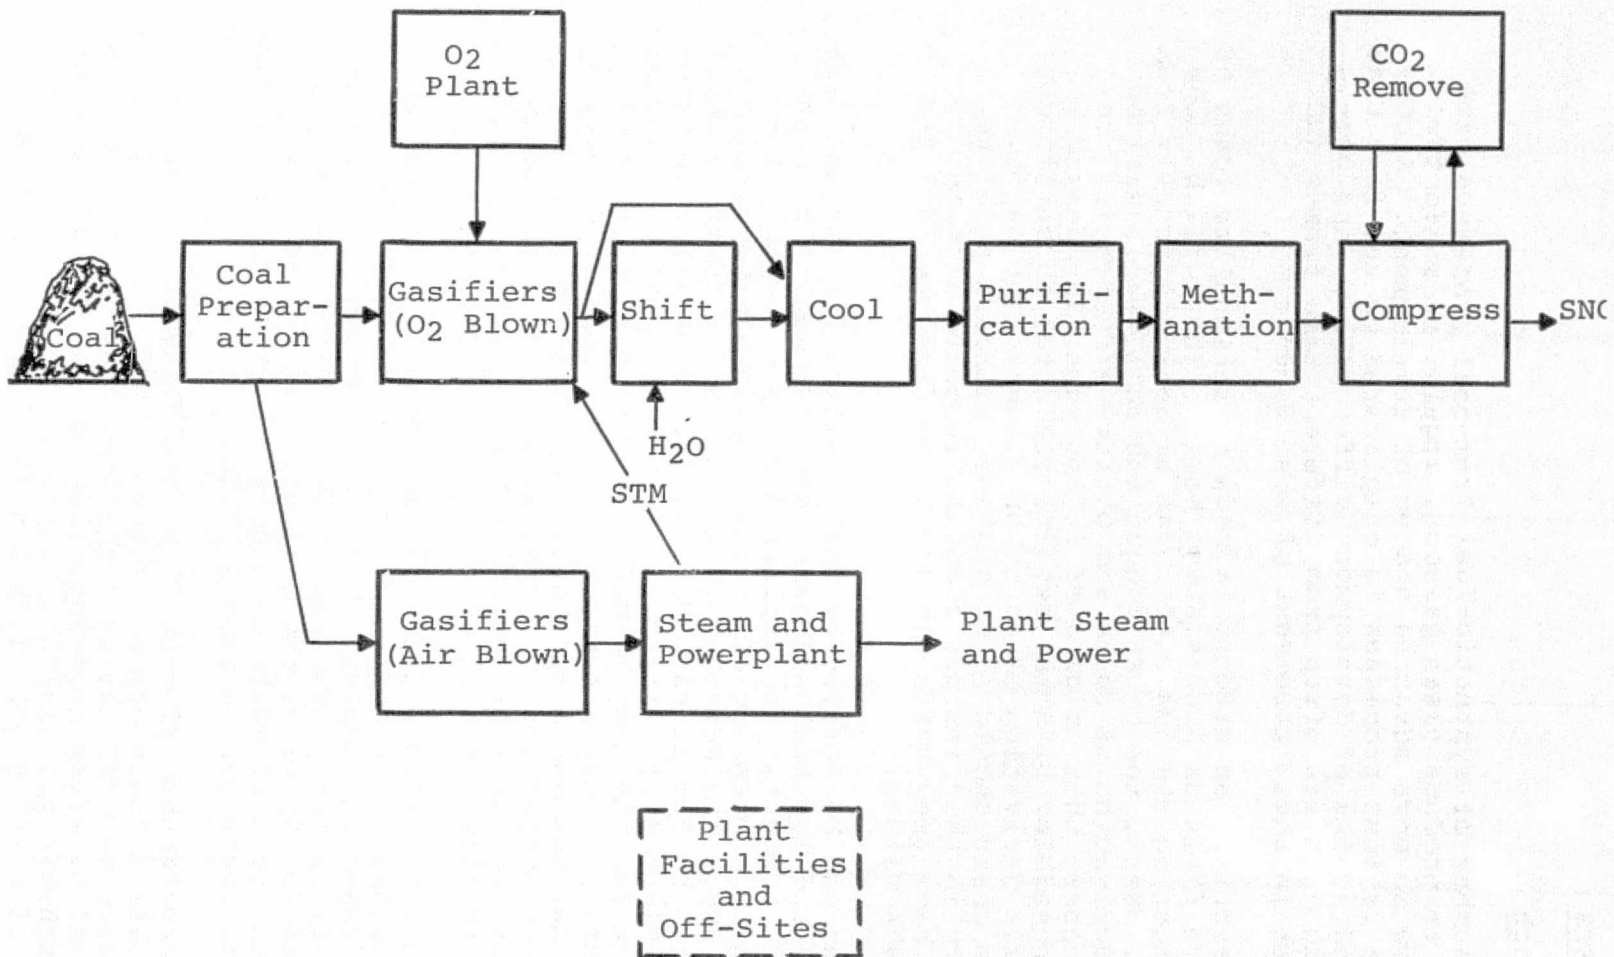 O2
Plant
CO2
Remove
Coal
Coal
Prepar-
ation
Gasifiers
(O2 Blown)
Shift
Cool
Purifi-
cation
Meth-
anation
Compress
H2O
STM
Gasifiers
(Air Blown)
Steam and
Powerplant
Plant Steam
and Power
Plant
Facilities
and
Off-Sites